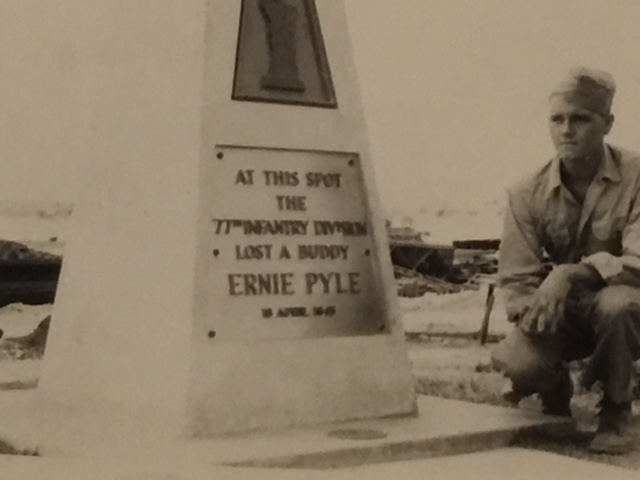 AT THIS SPOT
THE
77TH INFANTRY DIVISION
LOST A BUDDY
ERNIE PYLE
18 APRIL 1945